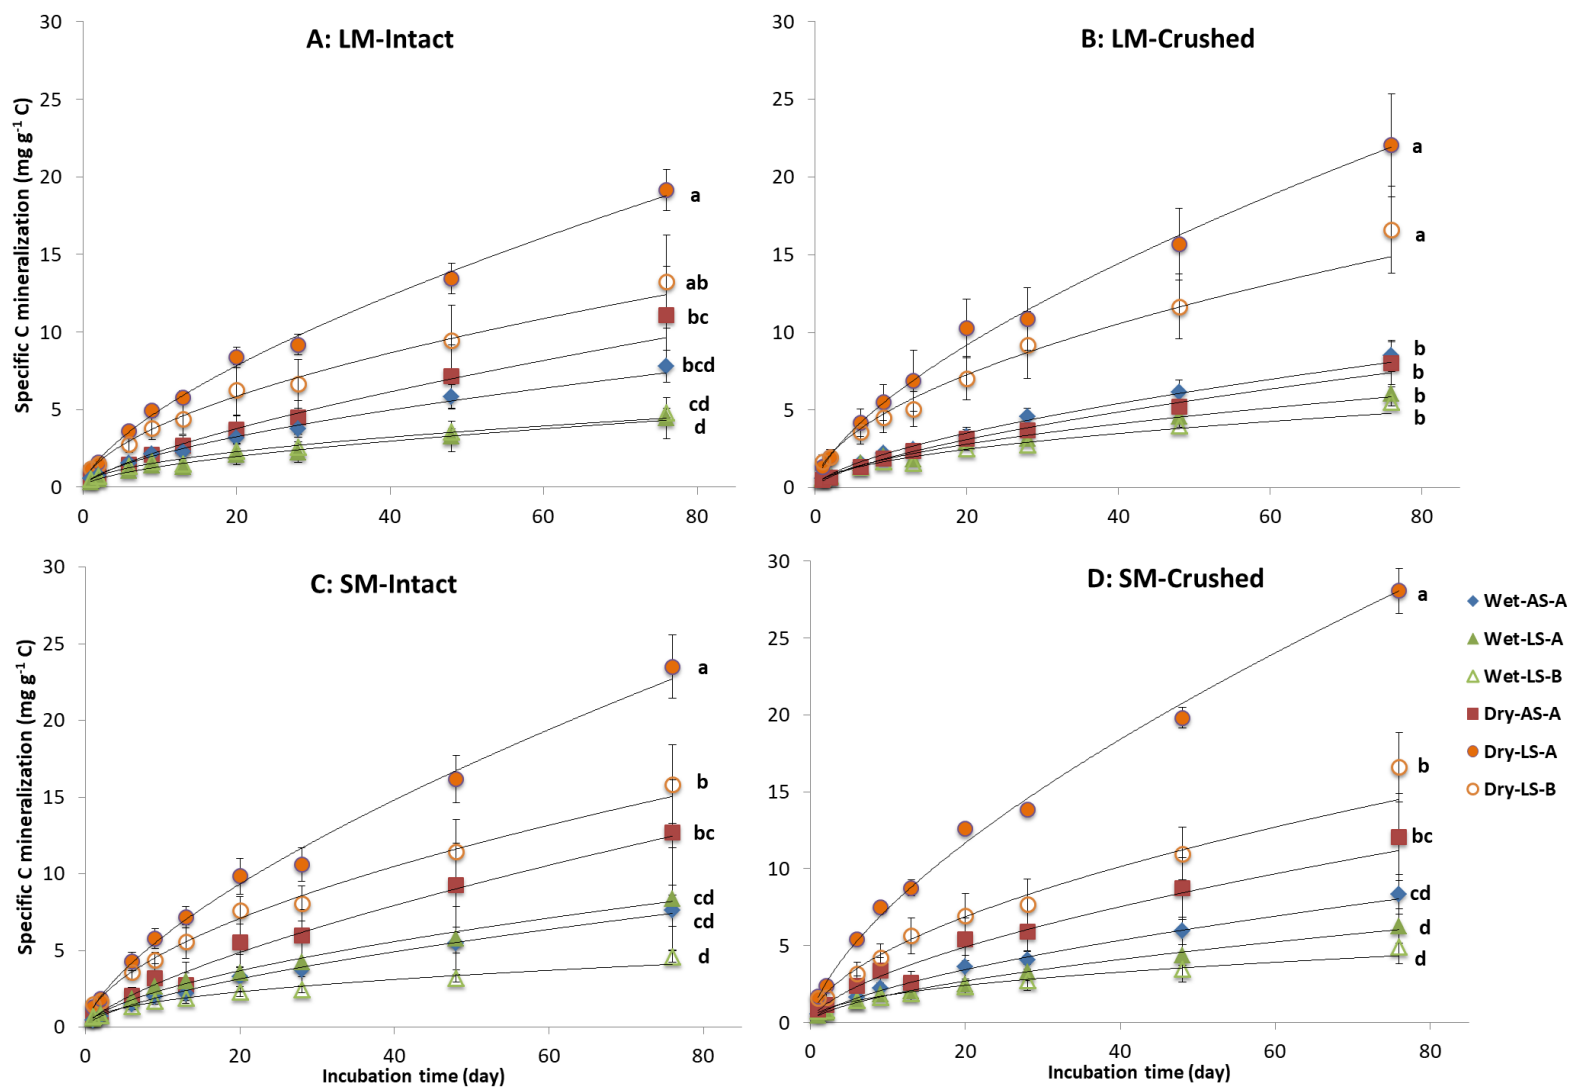 A: LM-Intact
Specific C mineralization (mg g⁻¹ C)
30
25
20
15
10
5
0
0 20 40 60 80
a
ab
bc
bcd
cd
d
B: LM-Crushed
30
25
20
15
10
5
0
0 20 40 60 80
a
a
b
b
b
b
C: SM-Intact
Specific C mineralization (mg g⁻¹ C)
30
25
20
15
10
5
0
0 20 40 60 80
Incubation time (day)
a
b
bc
cd
cd
d
D: SM-Crushed
30
25
20
15
10
5
0
0 20 40 60 80
Incubation time (day)
a
b
bc
cd
d
d
Wet-AS-A
Wet-LS-A
Wet-LS-B
Dry-AS-A
Dry-LS-A
Dry-LS-B